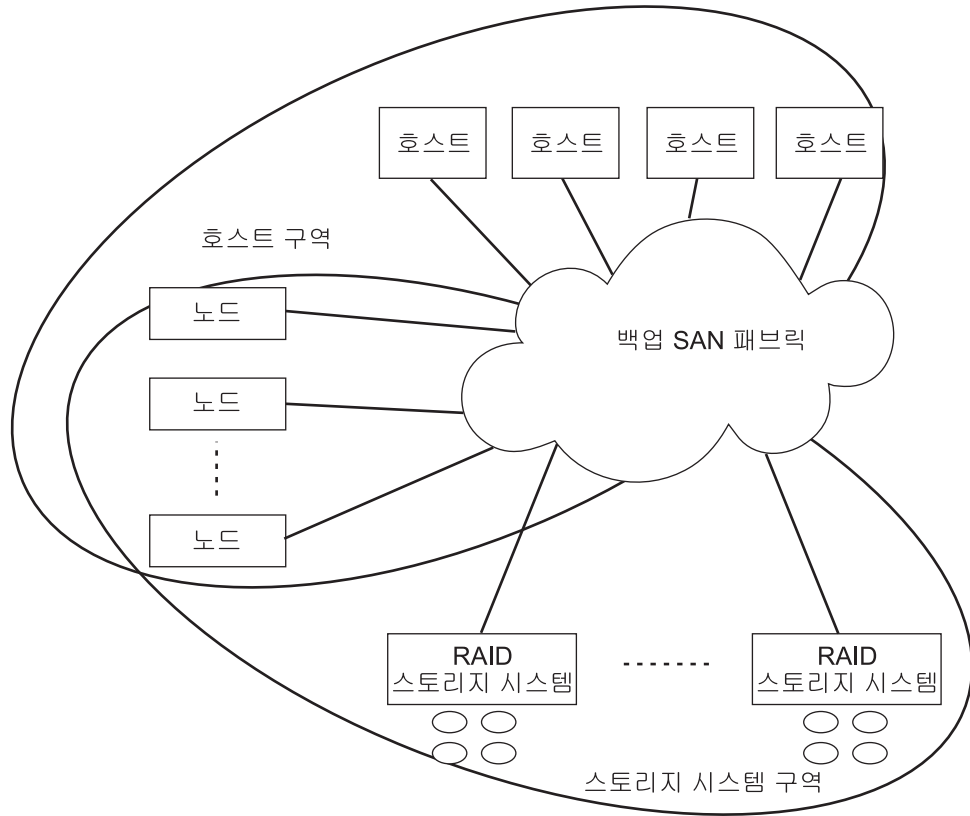 호스트
호스트
호스트
호스트
호스트 구역
노드
백업 SAN 패브릭
노드
노드
RAID
스토리지 시스템
RAID
스토리지 시스템
스토리지 시스템 구역